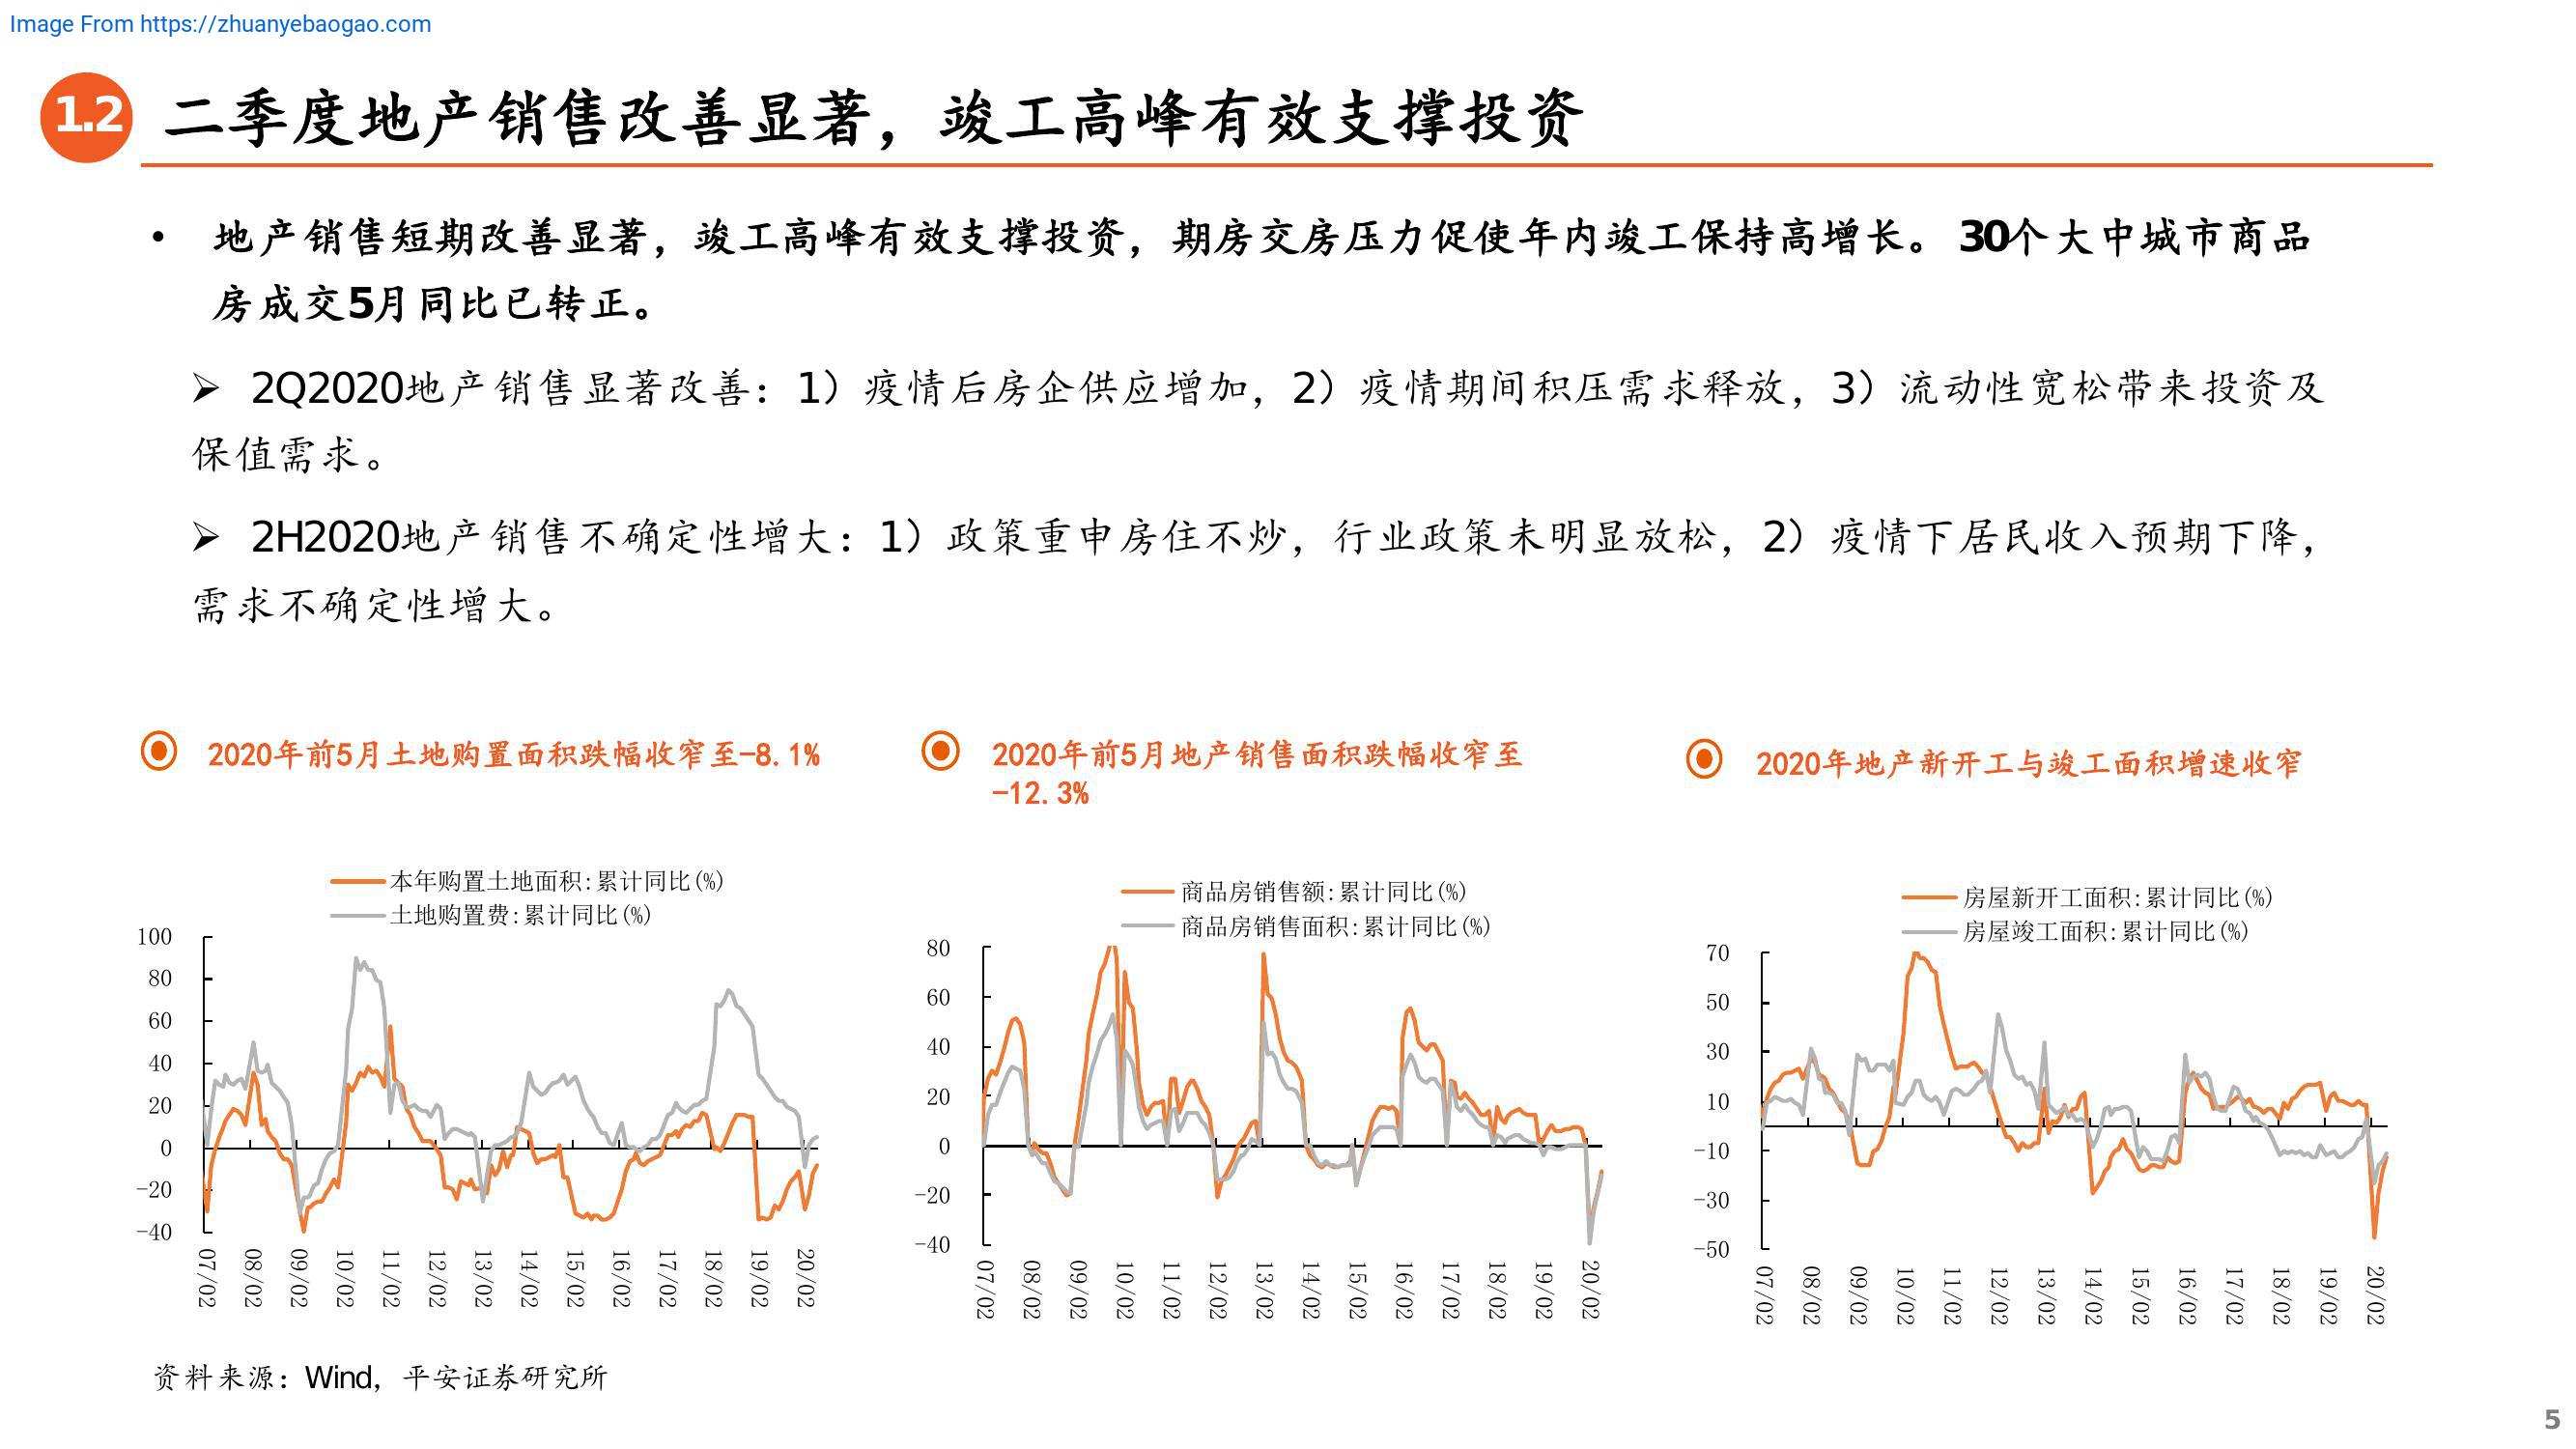 Image From https://zhuanyebaogao.com
1.2 二季度地产销售改善显著，竣工高峰有效支撑投资
• 地产销售短期改善显著，竣工高峰有效支撑投资，期房交房压力促使年内竣工保持高增长。30个大中城市商品
房成交5月同比已转正。
➢ 2Q2020地产销售显著改善：1）疫情后房企供应增加，2）疫情期间积压需求释放，3）流动性宽松带来投资及
保值需求。
➢ 2H2020地产销售不确定性增大：1）政策重申房住不炒，行业政策未明显放松，2）疫情下居民收入预期下降，
需求不确定性增大。
2020年前5月土地购置面积跌幅收窄至-8.1%
本年购置土地面积:累计同比(%)
土地购置费:累计同比(%)
100
80
60
40
20
0
-20
-40
07/02 08/02 09/02 10/02 11/02 12/02 13/02 14/02 15/02 16/02 17/02 18/02 19/02 20/02
2020年前5月地产销售面积跌幅收窄至
-12.3%
商品房销售额:累计同比(%)
商品房销售面积:累计同比(%)
80
60
40
20
0
-20
-40
07/02 08/02 09/02 10/02 11/02 12/02 13/02 14/02 15/02 16/02 17/02 18/02 19/02 20/02
2020年地产新开工与竣工面积增速收窄
房屋新开工面积:累计同比(%)
房屋竣工面积:累计同比(%)
70
50
30
10
-10
-30
-50
07/02 08/02 09/02 10/02 11/02 12/02 13/02 14/02 15/02 16/02 17/02 18/02 19/02 20/02
资料来源：Wind，平安证券研究所
5